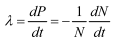 λ = dP/dt = −(1/N) dN/dt